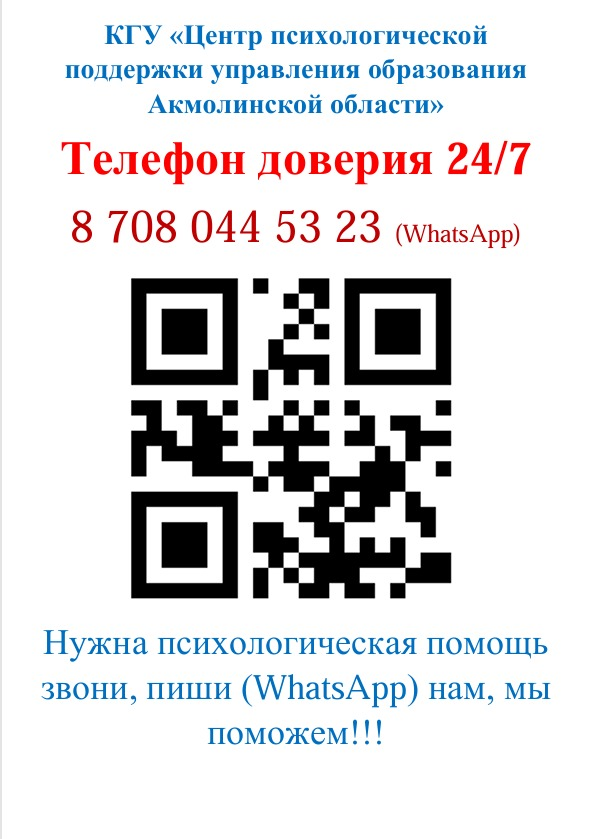 КГУ «Центр психологической
поддержки управления образования
Акмолинской области»
Телефон доверия 24/7
8 708 044 53 23 (WhatsApp)
Нужна психологическая помощь
звони, пиши (WhatsApp) нам, мы
поможем!!!